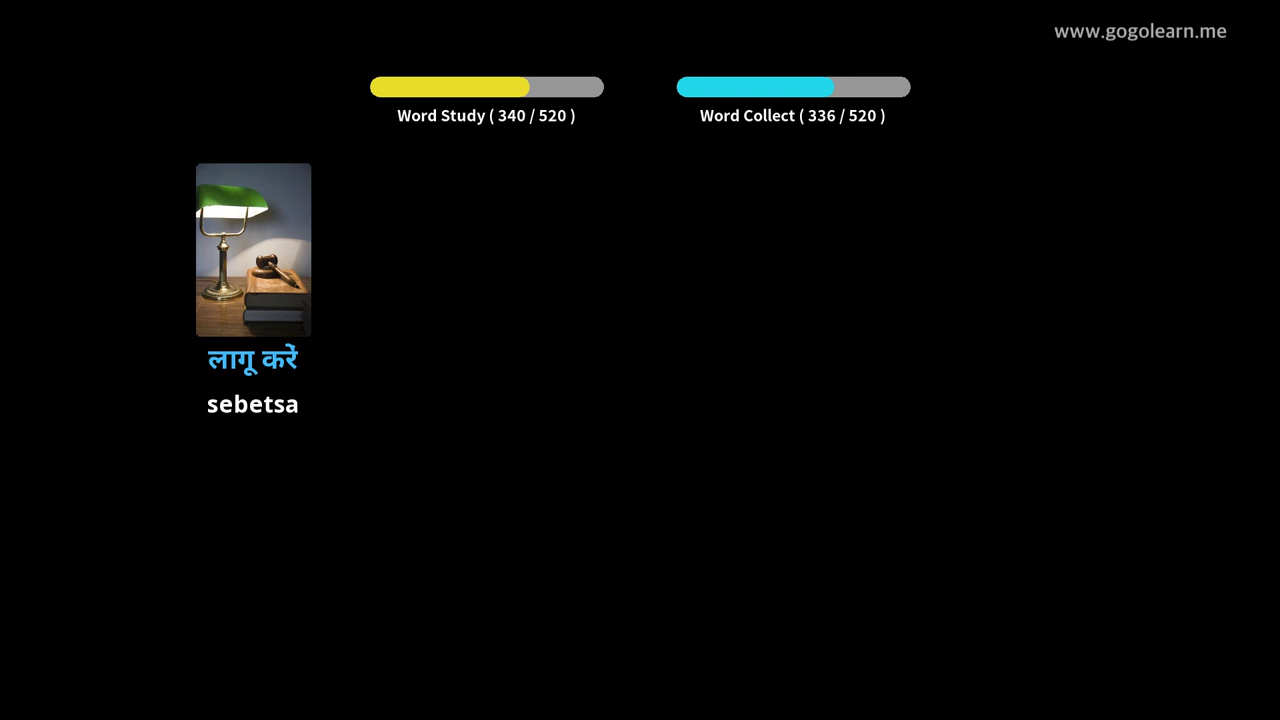 www.gogolearn.me
Word Study ( 340 / 520 )
Word Collect ( 336 / 520 )
लागू करें
sebetsa